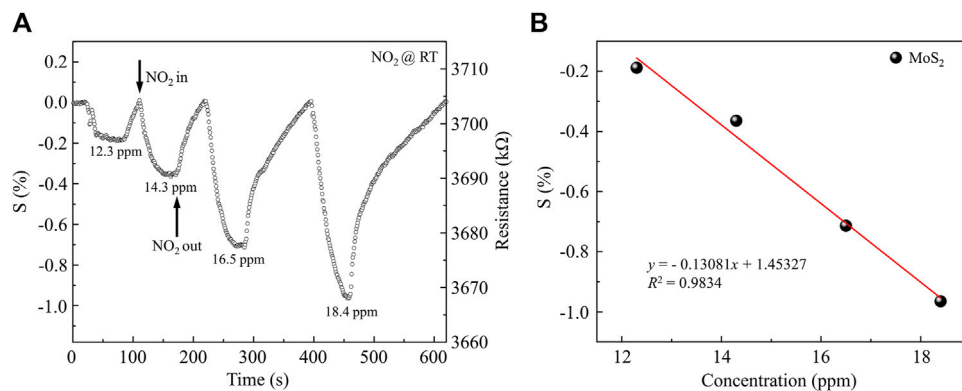 A
NO2 @ RT
0.2
0.0
-0.2
-0.4
-0.6
-0.8
-1.0
S (%)
NO2 in
12.3 ppm
14.3 ppm
NO2 out
16.5 ppm
18.4 ppm
3710
3700
3690
3680
3670
3660
Resistance (kΩ)
0 100 200 300 400 500 600
Time (s)
B
MoS2
-0.2
-0.4
-0.6
-0.8
-1.0
S (%)
y = - 0.13081x + 1.45327
R² = 0.9834
12 14 16 18
Concentration (ppm)